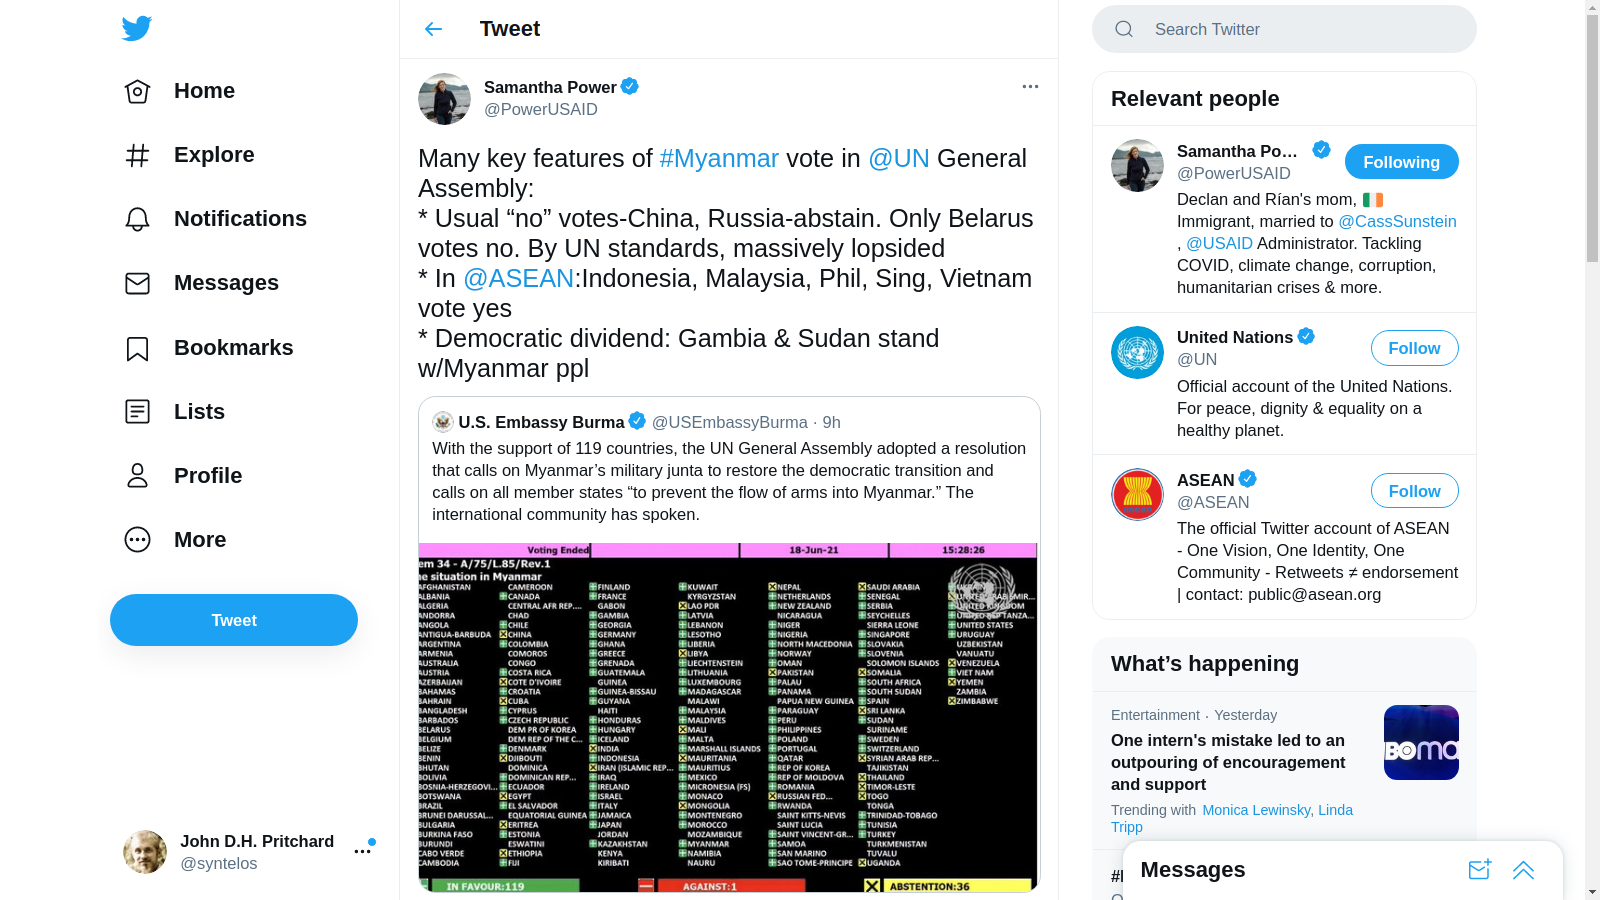 Home
Explore
Notifications
Messages
Bookmarks
Lists
Profile
More
Tweet
John D.H. Pritchard
@syntelos
Tweet
Samantha Power
@PowerUSAID
Many key features of #Myanmar vote in @UN General
Assembly:
* Usual “no” votes-China, Russia-abstain. Only Belarus
votes no. By UN standards, massively lopsided
* In @ASEAN:Indonesia, Malaysia, Phil, Sing, Vietnam
vote yes
* Democratic dividend: Gambia & Sudan stand
w/Myanmar ppl
U.S. Embassy Burma @USEmbassyBurma · 9h
With the support of 119 countries, the UN General Assembly adopted a resolution
that calls on Myanmar’s military junta to restore the democratic transition and
calls on all member states “to prevent the flow of arms into Myanmar.” The
international community has spoken.
Voting Ended 18-Jun-21 15:28:26
em 34 - A/75/L.85/Rev.1
e situation in Myanmar
AFGHANISTAN CAMEROON FINLAND KUWAIT NEPAL SAUDI ARABIA
LBANIA CANADA FRANCE KYRGYZSTAN NETHERLANDS SENEGAL
LGERIA CENTRAL AFR REP.... GABON LAO PDR NEW ZEALAND SERBIA UNITED KINGDOM
NDORRA CHAD GAMBIA LATVIA NICARAGUA SEYCHELLES
NGOLA CHILE GEORGIA LEBANON NIGER SIERRA LEONE UNITED STATES
ANTIGUA-BARBUDA CHINA GERMANY LESOTHO NIGERIA SINGAPORE URUGUAY
ARGENTINA COLOMBIA GHANA LIBERIA NORTH MACEDONIA SLOVAKIA UZBEKISTAN
ARMENIA COMOROS GREECE LIBYA NORWAY SLOVENIA VANUATU
AUSTRALIA CONGO GRENADA LIECHTENSTEIN OMAN SOLOMON ISLANDS VENEZUELA
AUSTRIA COSTA RICA GUATEMALA LITHUANIA PAKISTAN SOMALIA VIET NAM
AZERBAIJAN COTE D'IVOIRE GUINEA LUXEMBOURG PALAU SOUTH AFRICA YEMEN
BAHAMAS CROATIA GUINEA-BISSAU MADAGASCAR PANAMA SOUTH SUDAN ZAMBIA
BAHRAIN CUBA GUYANA MALAWI PAPUA NEW GUINEA SPAIN ZIMBABWE
BANGLADESH CYPRUS HAITI MALAYSIA PARAGUAY SRI LANKA
BARBADOS CZECH REPUBLIC HONDURAS MALDIVES PERU SUDAN
BELARUS DEM PR OF KOREA HUNGARY MALI PHILIPPINES SURINAME
BELGIUM DEM REP OF THE C... ICELAND MALTA POLAND SWEDEN
BELIZE DENMARK INDIA MARSHALL ISLANDS PORTUGAL SWITZERLAND
BENIN DJIBOUTI INDONESIA MAURITANIA QATAR SYRIAN ARAB REP...
BHUTAN DOMINICA IRAN (ISLAMIC REP... MAURITIUS REP OF KOREA TAJIKISTAN
BOLIVIA DOMINICAN REP... IRAQ MEXICO REP OF MOLDOVA THAILAND
BOSNIA-HERZEGOVI... ECUADOR IRELAND MICRONESIA (FS) ROMANIA TIMOR-LESTE
BOTSWANA EGYPT ISRAEL MONACO RUSSIAN FED... TOGO
BRAZIL EL SALVADOR ITALY MONGOLIA RWANDA TONGA
BRUNEI DARUSSAL... EQUATORIAL GUINEA JAMAICA MONTENEGRO SAINT KITTS-NEVIS TRINIDAD-TOBAGO
BULGARIA ERITREA JAPAN MOROCCO SAINT LUCIA TUNISIA
BURKINA FASO ESTONIA JORDAN MOZAMBIQUE SAINT VINCENT-GR... TURKEY
BURUNDI ESWATINI KAZAKHSTAN MYANMAR SAMOA TURKMENISTAN
CABO VERDE ETHIOPIA KENYA NAMIBIA SAN MARINO TUVALU
CAMBODIA FIJI KIRIBATI NAURU SAO TOME-PRINCIPE UGANDA
IN FAVOUR:119 AGAINST:1 ABSTENTION:36
Search Twitter
Relevant people
Samantha Po...
@PowerUSAID
Following
Declan and Rían's mom,
Immigrant, married to @CassSunstein
, @USAID Administrator. Tackling
COVID, climate change, corruption,
humanitarian crises & more.
United Nations
@UN
Follow
Official account of the United Nations.
For peace, dignity & equality on a
healthy planet.
ASEAN
@ASEAN
Follow
The official Twitter account of ASEAN
- One Vision, One Identity, One
Community - Retweets ≠ endorsement
| contact: public@asean.org
What’s happening
Entertainment · Yesterday
One intern's mistake led to an
outpouring of encouragement
and support
Trending with Monica Lewinsky, Linda
Tripp
Messages